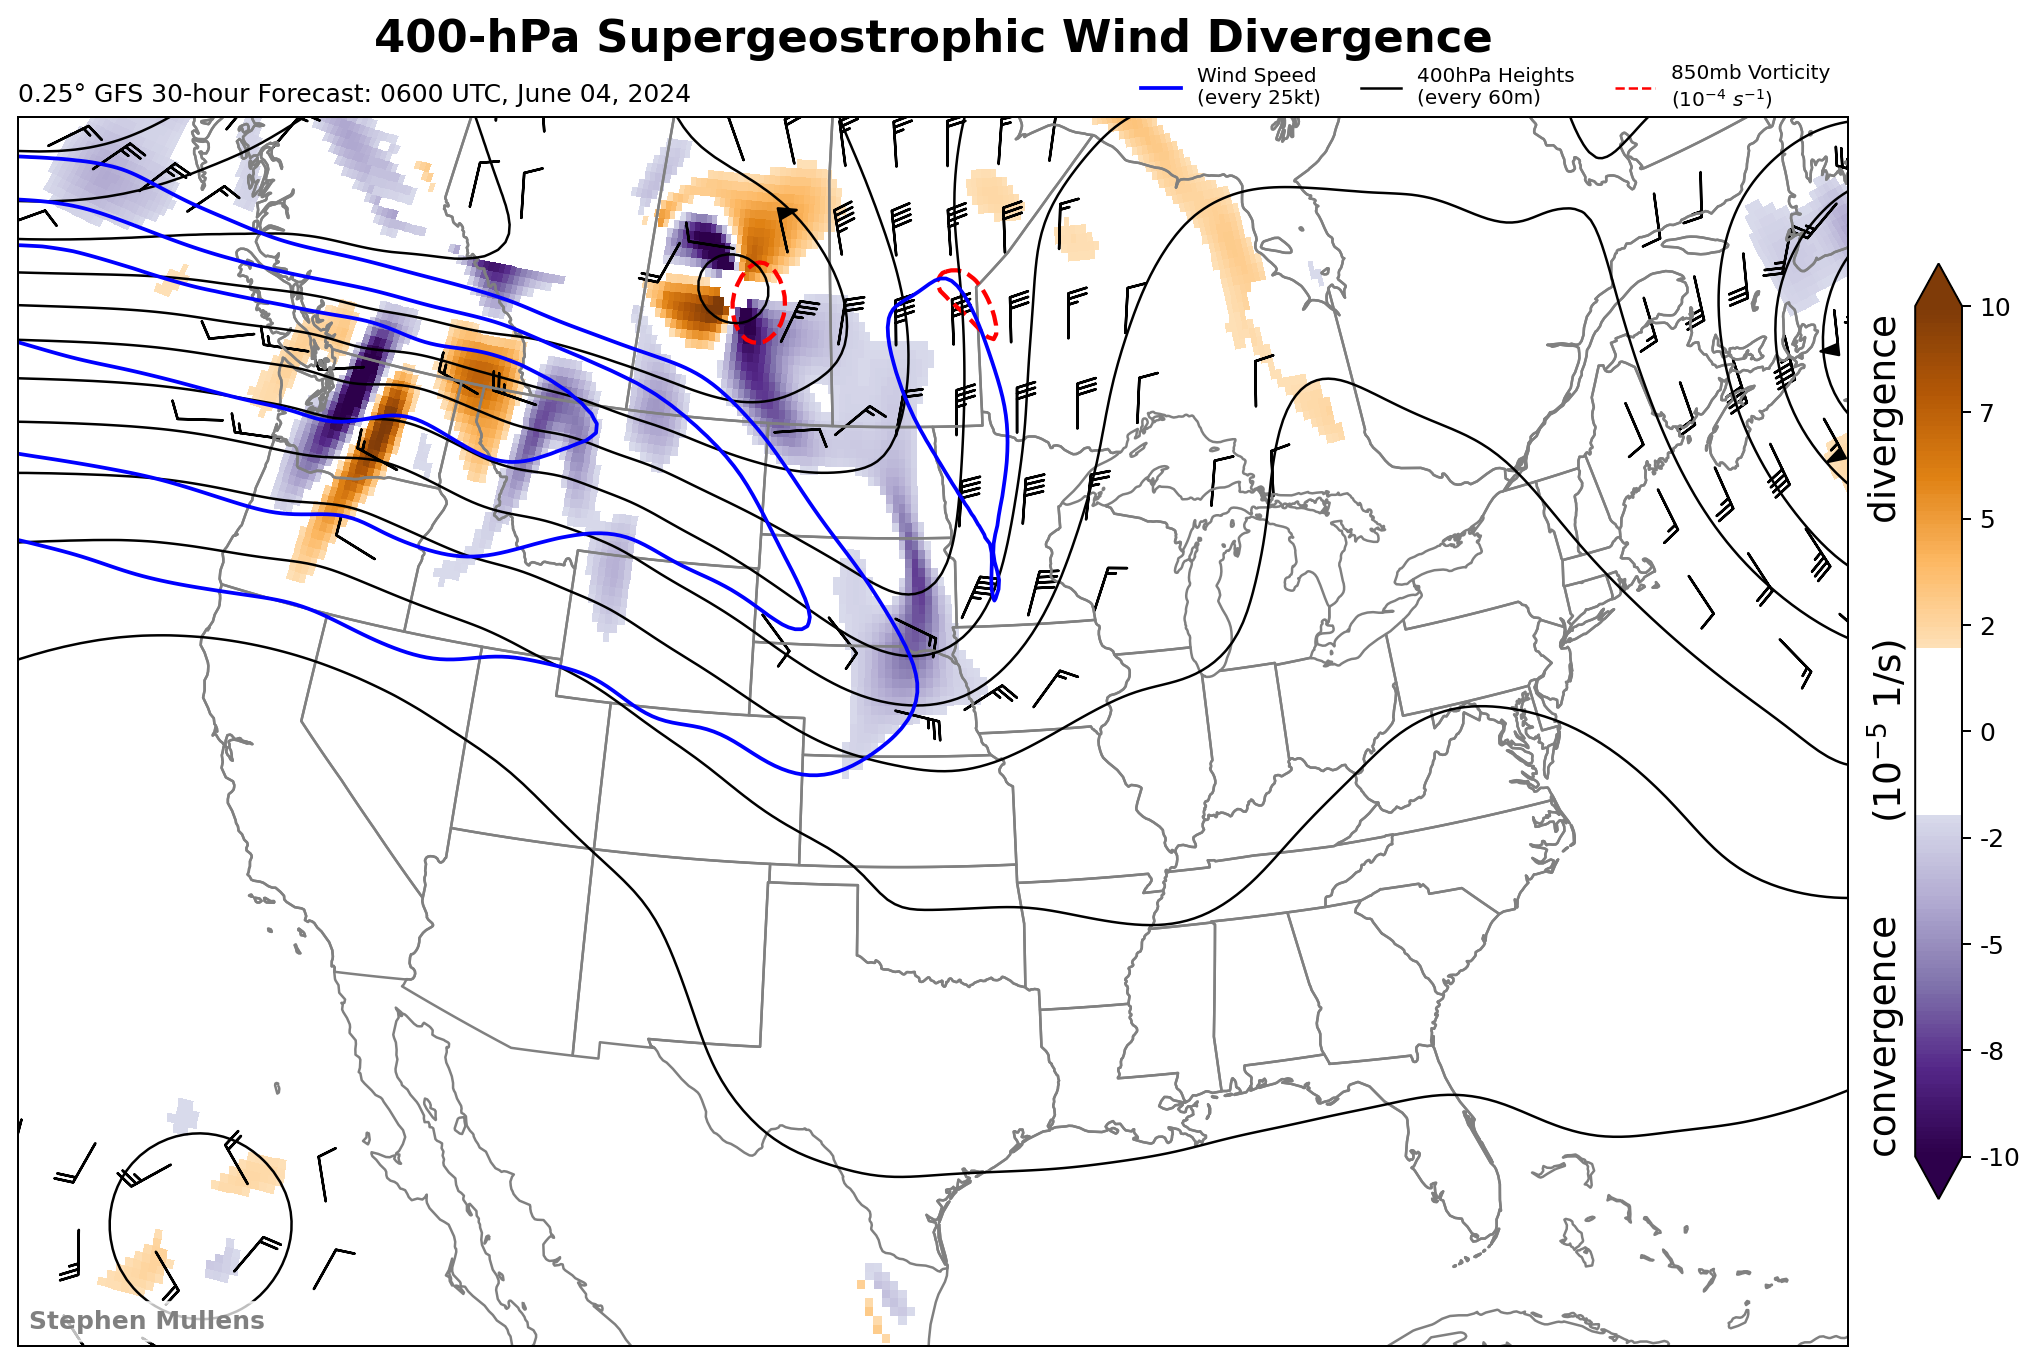 400-hPa Supergeostrophic Wind Divergence
0.25° GFS 30-hour Forecast: 0600 UTC, June 04, 2024
Wind Speed
(every 25kt)
400hPa Heights
(every 60m)
850mb Vorticity
(10⁻⁴ s⁻¹)
10
7
5
2
0
-2
-5
-8
-10
convergence (10⁻⁵ 1/s) divergence
Stephen Mullens